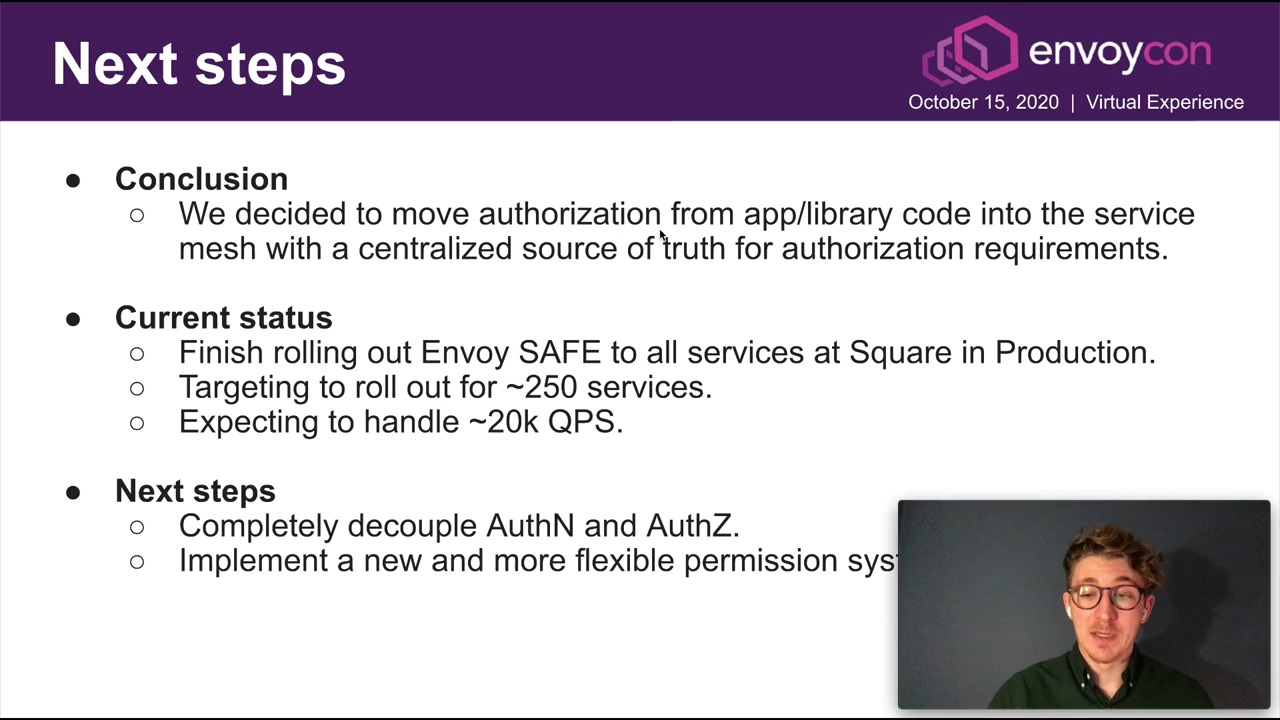 Next steps
envoycon
October 15, 2020 | Virtual Experience
● Conclusion
○ We decided to move authorization from app/library code into the service
mesh with a centralized source of truth for authorization requirements.
● Current status
○ Finish rolling out Envoy SAFE to all services at Square in Production.
○ Targeting to roll out for ~250 services.
○ Expecting to handle ~20k QPS.
● Next steps
○ Completely decouple AuthN and AuthZ.
○ Implement a new and more flexible permission